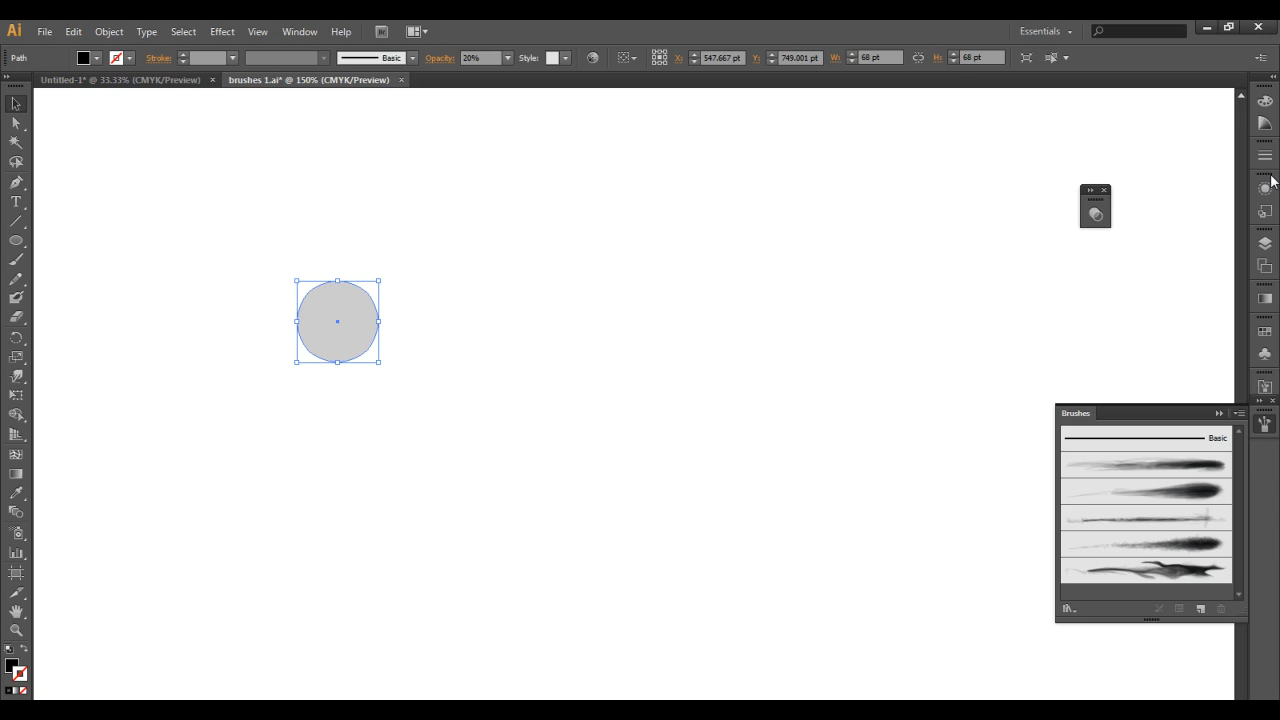 Ai File Edit Object Type Select Effect View Window Help Br Essentials
Path Stroke: Basic Opacity: 20% Style: X: 547.667 pt Y: 749.001 pt W: 68 pt H: 68 pt
Untitled-1* @ 33.33% (CMYK/Preview) × brushes 1.ai* @ 150% (CMYK/Preview) ×
T
Brushes
Basic